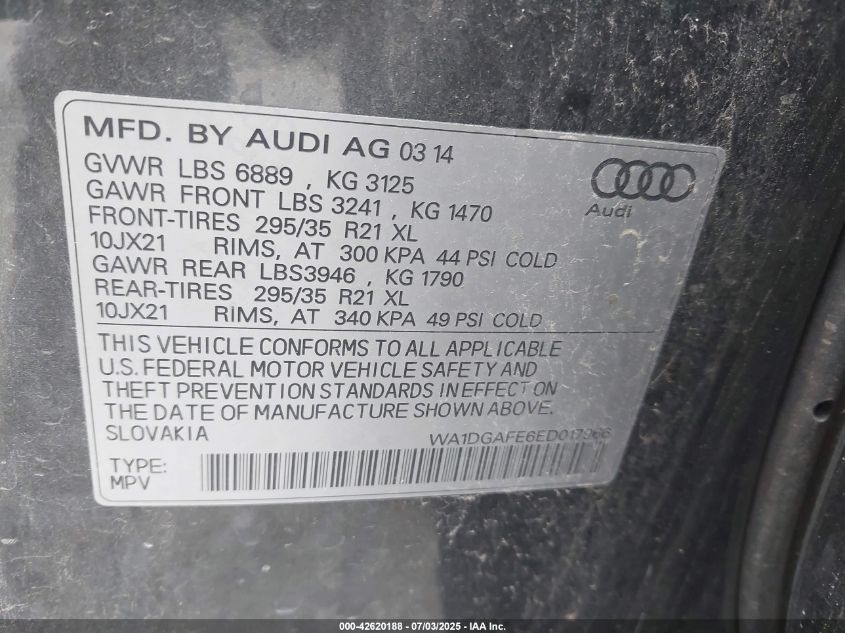 MFD. BY AUDI AG 03 14
GVWR LBS 6889 , KG 3125
GAWR FRONT LBS 3241 , KG 1470
FRONT-TIRES 295/35 R21 XL
10JX21 RIMS, AT 300 KPA 44 PSI COLD
GAWR REAR LBS3946 , KG 1790
REAR-TIRES 295/35 R21 XL
10JX21 RIMS, AT 340 KPA 49 PSI COLD
Audi
THIS VEHICLE CONFORMS TO ALL APPLICABLE
U.S. FEDERAL MOTOR VEHICLE SAFETY AND
THEFT PREVENTION STANDARDS IN EFFECT ON
THE DATE OF MANUFACTURE SHOWN ABOVE.
SLOVAKIA WA1DGAFE6ED017966
TYPE:
MPV
000-42620188 - 07/03/2025 - IAA Inc.